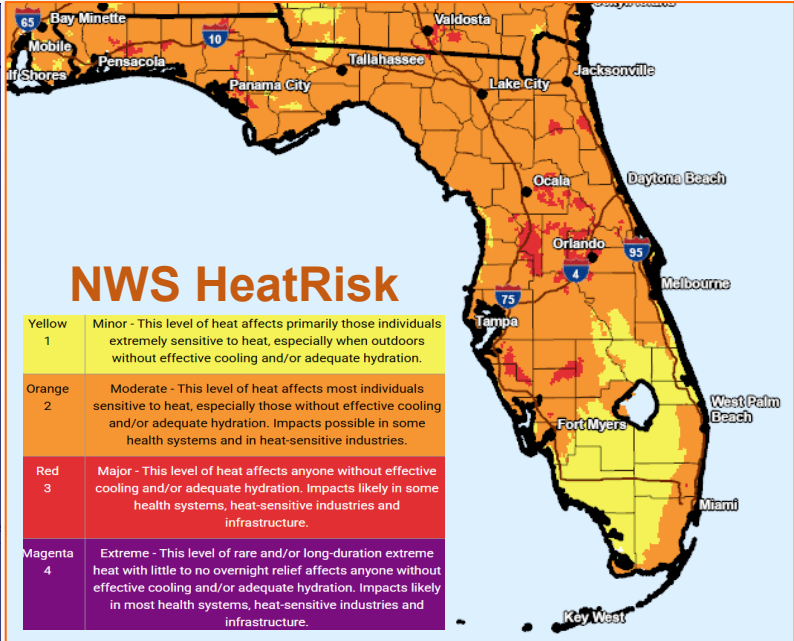 65
Bay Minette
Valdosta
10
Mobile
Pensacola
Tallahassee
lf Shores
Panama City
Lake City
Jacksonville
Ocala
Daytona Beach
Orlando
95
4
Melbourne
75
Tampa
West Palm
Beach
Fort Myers
Miami
Key West
NWS HeatRisk
Yellow
1
Minor - This level of heat affects primarily those individuals
extremely sensitive to heat, especially when outdoors
without effective cooling and/or adequate hydration.
Orange
2
Moderate - This level of heat affects most individuals
sensitive to heat, especially those without effective cooling
and/or adequate hydration. Impacts possible in some
health systems and in heat-sensitive industries.
Red
3
Major - This level of heat affects anyone without effective
cooling and/or adequate hydration. Impacts likely in some
health systems, heat-sensitive industries and
infrastructure.
Magenta
4
Extreme - This level of rare and/or long-duration extreme
heat with little to no overnight relief affects anyone without
effective cooling and/or adequate hydration. Impacts likely
in most health systems, heat-sensitive industries and
infrastructure.